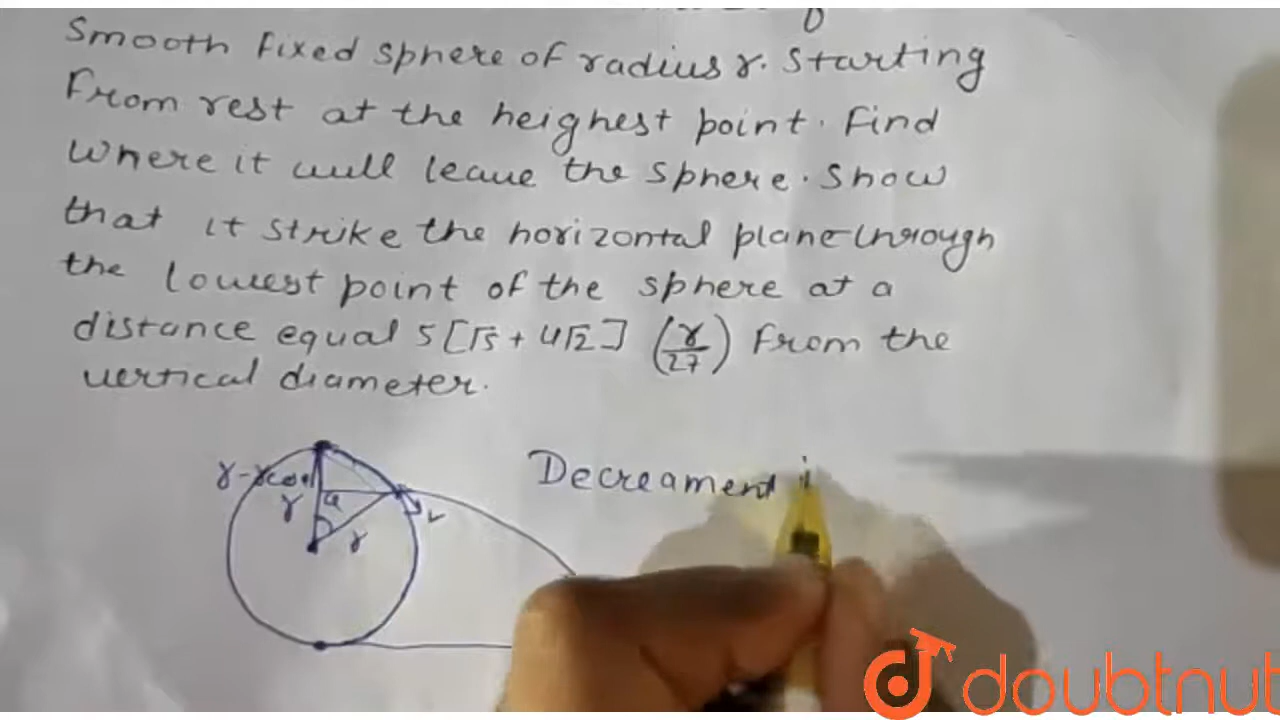 Smooth fixed sphere of radius r. Starting
From rest at the heighest point. Find
where it will leave the sphere. Show
that it strike the horizontal plane through
the lowest point of the sphere at a
distance equal 5[√5 + 4√2] (r/27) from the
vertical diameter.
Decreament i
r-rcosα
r
α
v
r
doubtnut